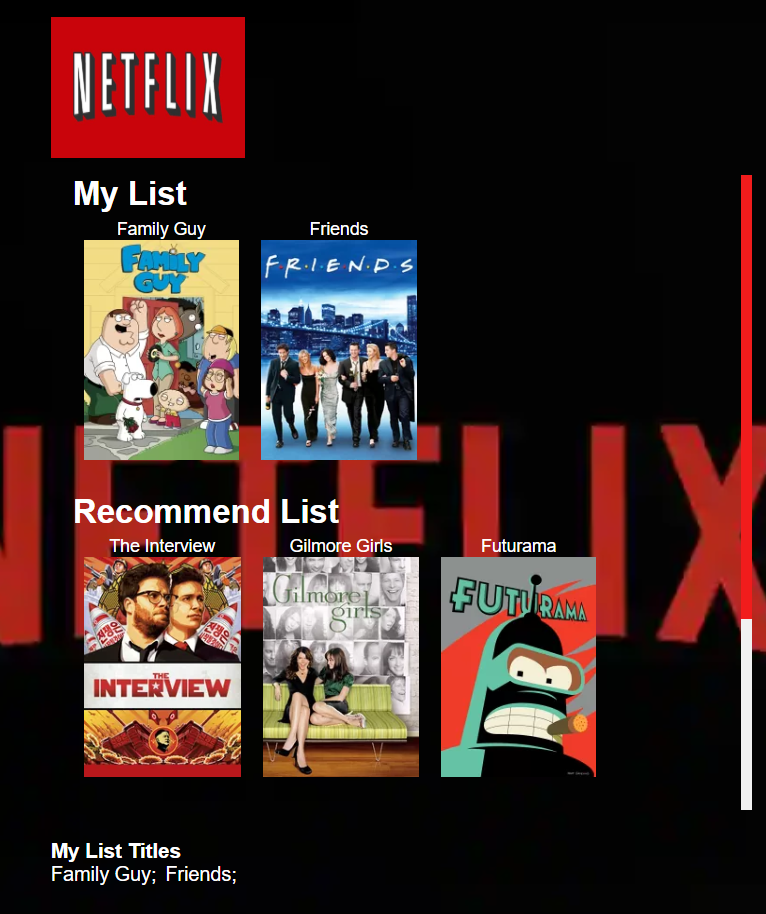 NETFLIX
My List
Family Guy
Friends
FAMILY
GUY
F·R·I·E·N·D·S
NETFLIX
Recommend List
The Interview
Gilmore Girls
Futurama
Gilmore
girls
FUTURAMA
THE
INTERVIEW
My List Titles
Family Guy; Friends;